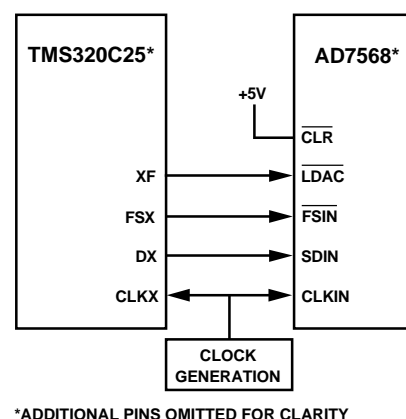 TMS320C25*
AD7568*
+5V
CLR
XF
LDAC
FSX
FSIN
DX
SDIN
CLKX
CLKIN
CLOCK
GENERATION
*ADDITIONAL PINS OMITTED FOR CLARITY